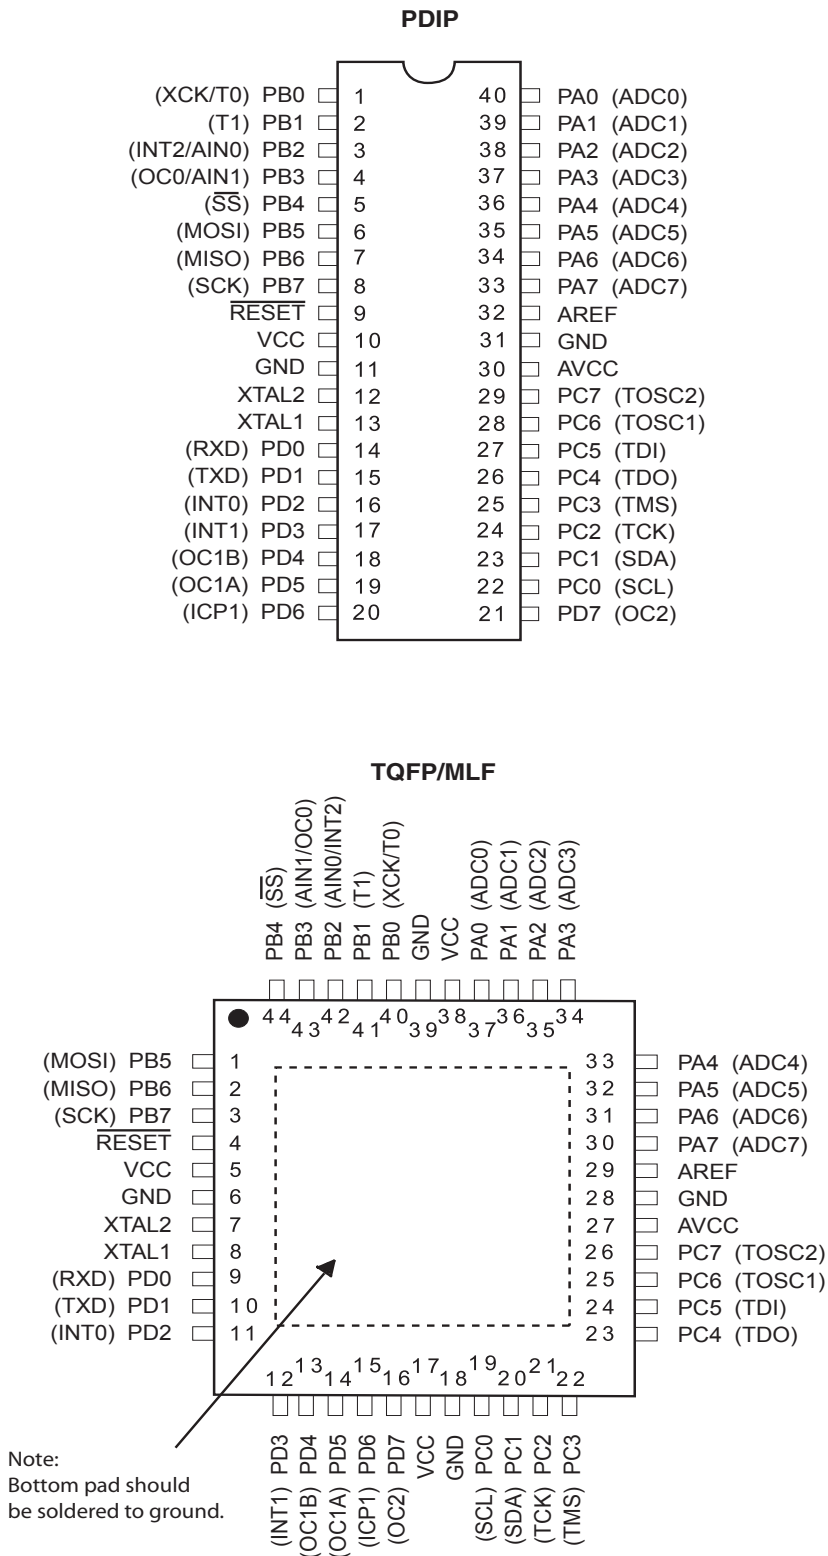 PDIP
(XCK/T0) PB0 1 40 PA0 (ADC0)
(T1) PB1 2 39 PA1 (ADC1)
(INT2/AIN0) PB2 3 38 PA2 (ADC2)
(OC0/AIN1) PB3 4 37 PA3 (ADC3)
(S̅S̅) PB4 5 36 PA4 (ADC4)
(MOSI) PB5 6 35 PA5 (ADC5)
(MISO) PB6 7 34 PA6 (ADC6)
(SCK) PB7 8 33 PA7 (ADC7)
R̅E̅S̅E̅T̅ 9 32 AREF
VCC 10 31 GND
GND 11 30 AVCC
XTAL2 12 29 PC7 (TOSC2)
XTAL1 13 28 PC6 (TOSC1)
(RXD) PD0 14 27 PC5 (TDI)
(TXD) PD1 15 26 PC4 (TDO)
(INT0) PD2 16 25 PC3 (TMS)
(INT1) PD3 17 24 PC2 (TCK)
(OC1B) PD4 18 23 PC1 (SDA)
(OC1A) PD5 19 22 PC0 (SCL)
(ICP1) PD6 20 21 PD7 (OC2)
TQFP/MLF
PB4 (S̅S̅)
PB3 (AIN1/OC0)
PB2 (AIN0/INT2)
PB1 (T1)
PB0 (XCK/T0)
GND
VCC
PA0 (ADC0)
PA1 (ADC1)
PA2 (ADC2)
PA3 (ADC3)
44 43 42 41 40 39 38 37 36 35 34
(MOSI) PB5 1 33 PA4 (ADC4)
(MISO) PB6 2 32 PA5 (ADC5)
(SCK) PB7 3 31 PA6 (ADC6)
R̅E̅S̅E̅T̅ 4 30 PA7 (ADC7)
VCC 5 29 AREF
GND 6 28 GND
XTAL2 7 27 AVCC
XTAL1 8 26 PC7 (TOSC2)
(RXD) PD0 9 25 PC6 (TOSC1)
(TXD) PD1 10 24 PC5 (TDI)
(INT0) PD2 11 23 PC4 (TDO)
12 13 14 15 16 17 18 19 20 21 22
(INT1) PD3
(OC1B) PD4
(OC1A) PD5
(ICP1) PD6
(OC2) PD7
VCC
GND
(SCL) PC0
(SDA) PC1
(TCK) PC2
(TMS) PC3
Note:
Bottom pad should
be soldered to ground.